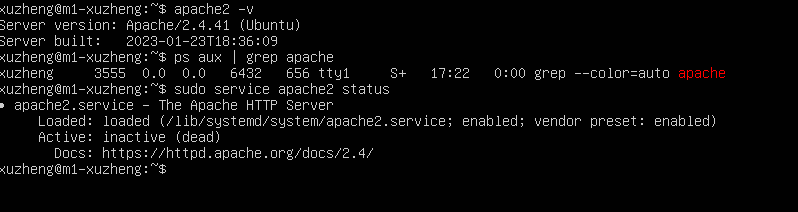 xuzheng@m1-xuzheng:~$ apache2 -v
Server version: Apache/2.4.41 (Ubuntu)
Server built:   2023-01-23T18:36:09
xuzheng@m1-xuzheng:~$ ps aux | grep apache
xuzheng     3555  0.0  0.0   6432   656 tty1     S+   17:22   0:00 grep --color=auto apache
xuzheng@m1-xuzheng:~$ sudo service apache2 status
● apache2.service - The Apache HTTP Server
     Loaded: loaded (/lib/systemd/system/apache2.service; enabled; vendor preset: enabled)
     Active: inactive (dead)
       Docs: https://httpd.apache.org/docs/2.4/
xuzheng@m1-xuzheng:~$